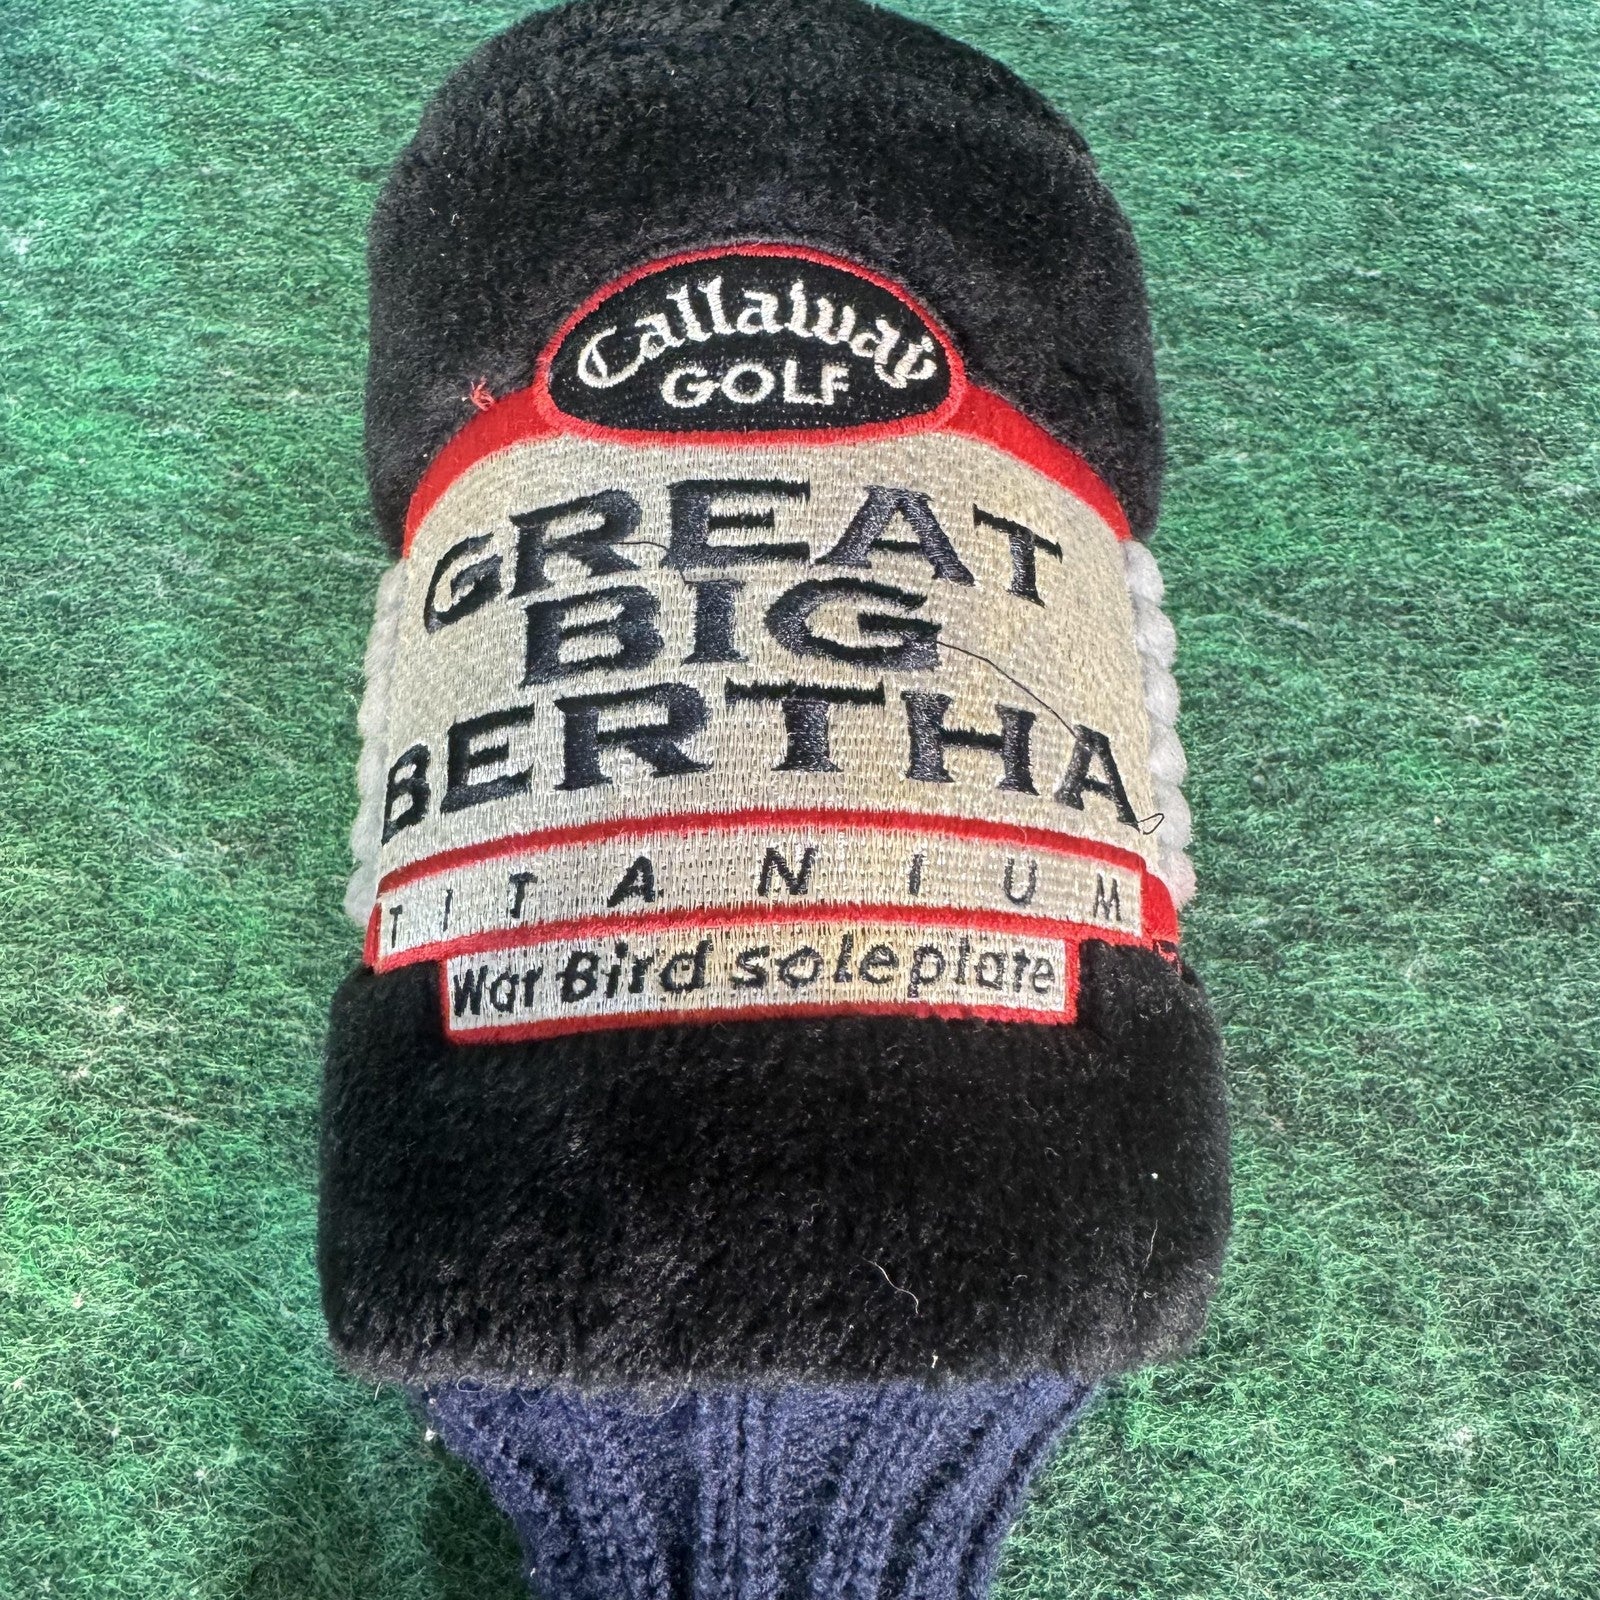 Callaway
GOLF
GREAT
BIG
BERTHA
TITANIUM
War Bird soleplate